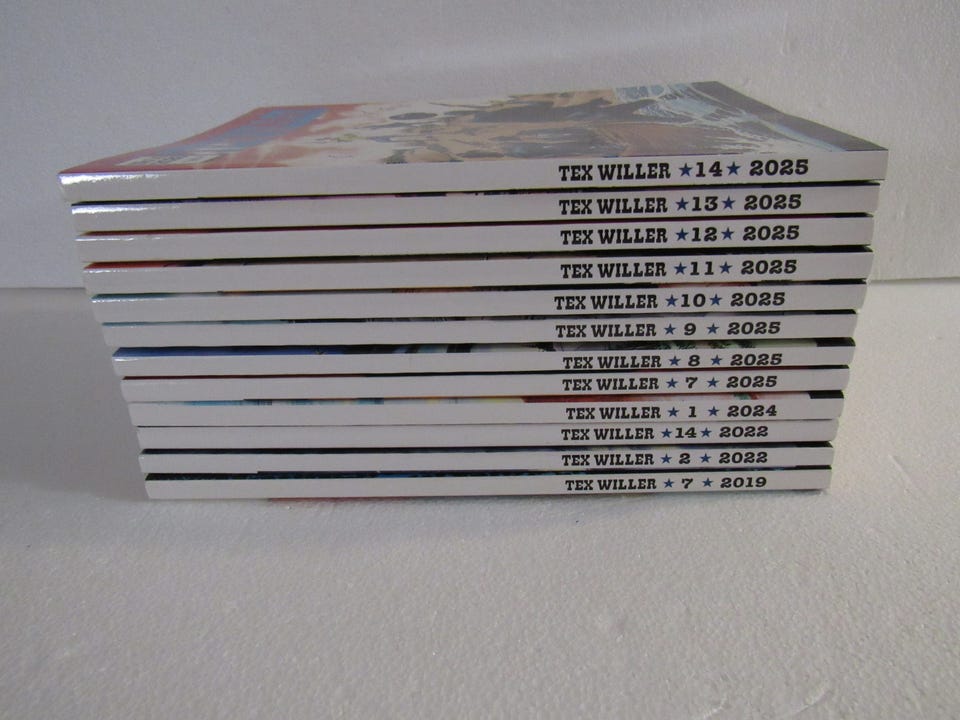 TEX WILLER ★14★ 2025
TEX WILLER ★13★ 2025
TEX WILLER ★12★ 2025
TEX WILLER ★11★ 2025
TEX WILLER ★10★ 2025
TEX WILLER ★ 9 ★ 2025
TEX WILLER ★ 8 ★ 2025
TEX WILLER ★ 7 ★ 2025
TEX WILLER ★ 1 ★ 2024
TEX WILLER ★14★ 2022
TEX WILLER ★ 2 ★ 2022
TEX WILLER ★ 7 ★ 2019